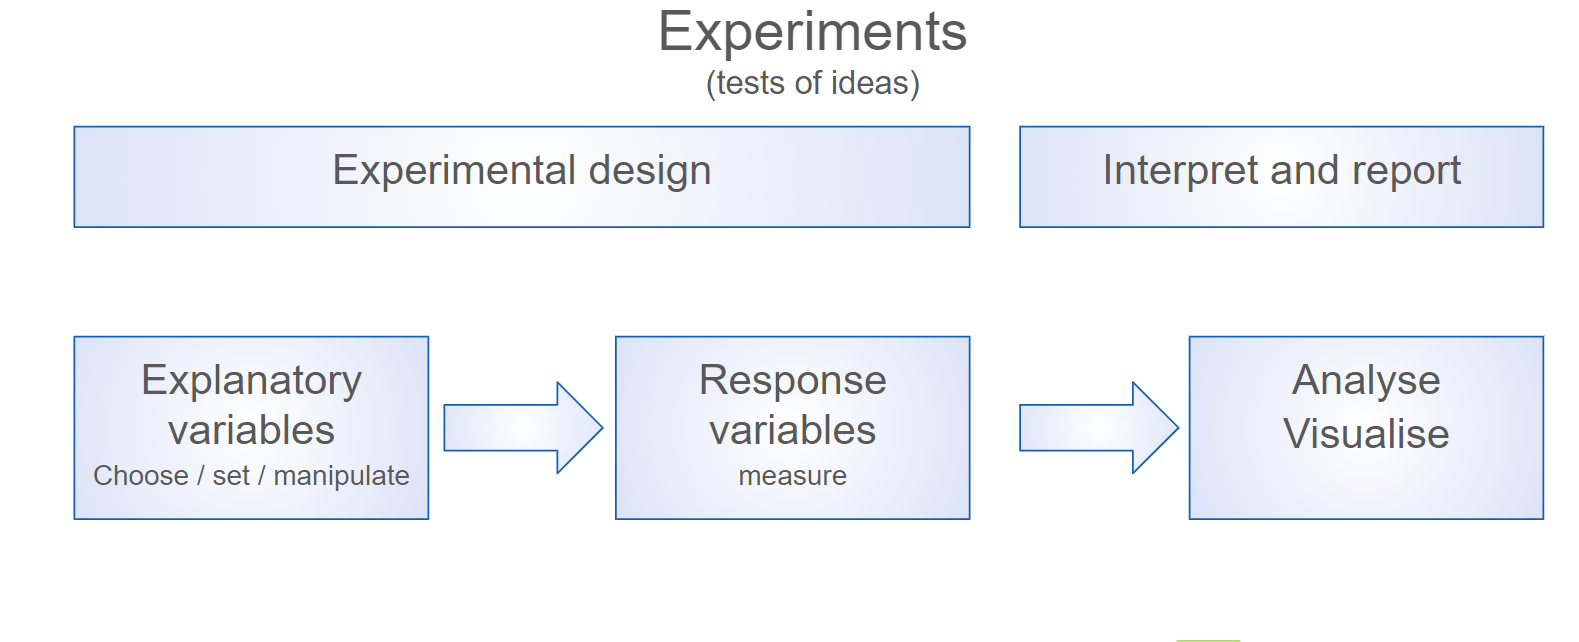 Experiments
(tests of ideas)
Experimental design
Interpret and report
Explanatory
variables
Choose / set / manipulate
Response
variables
measure
Analyse
Visualise